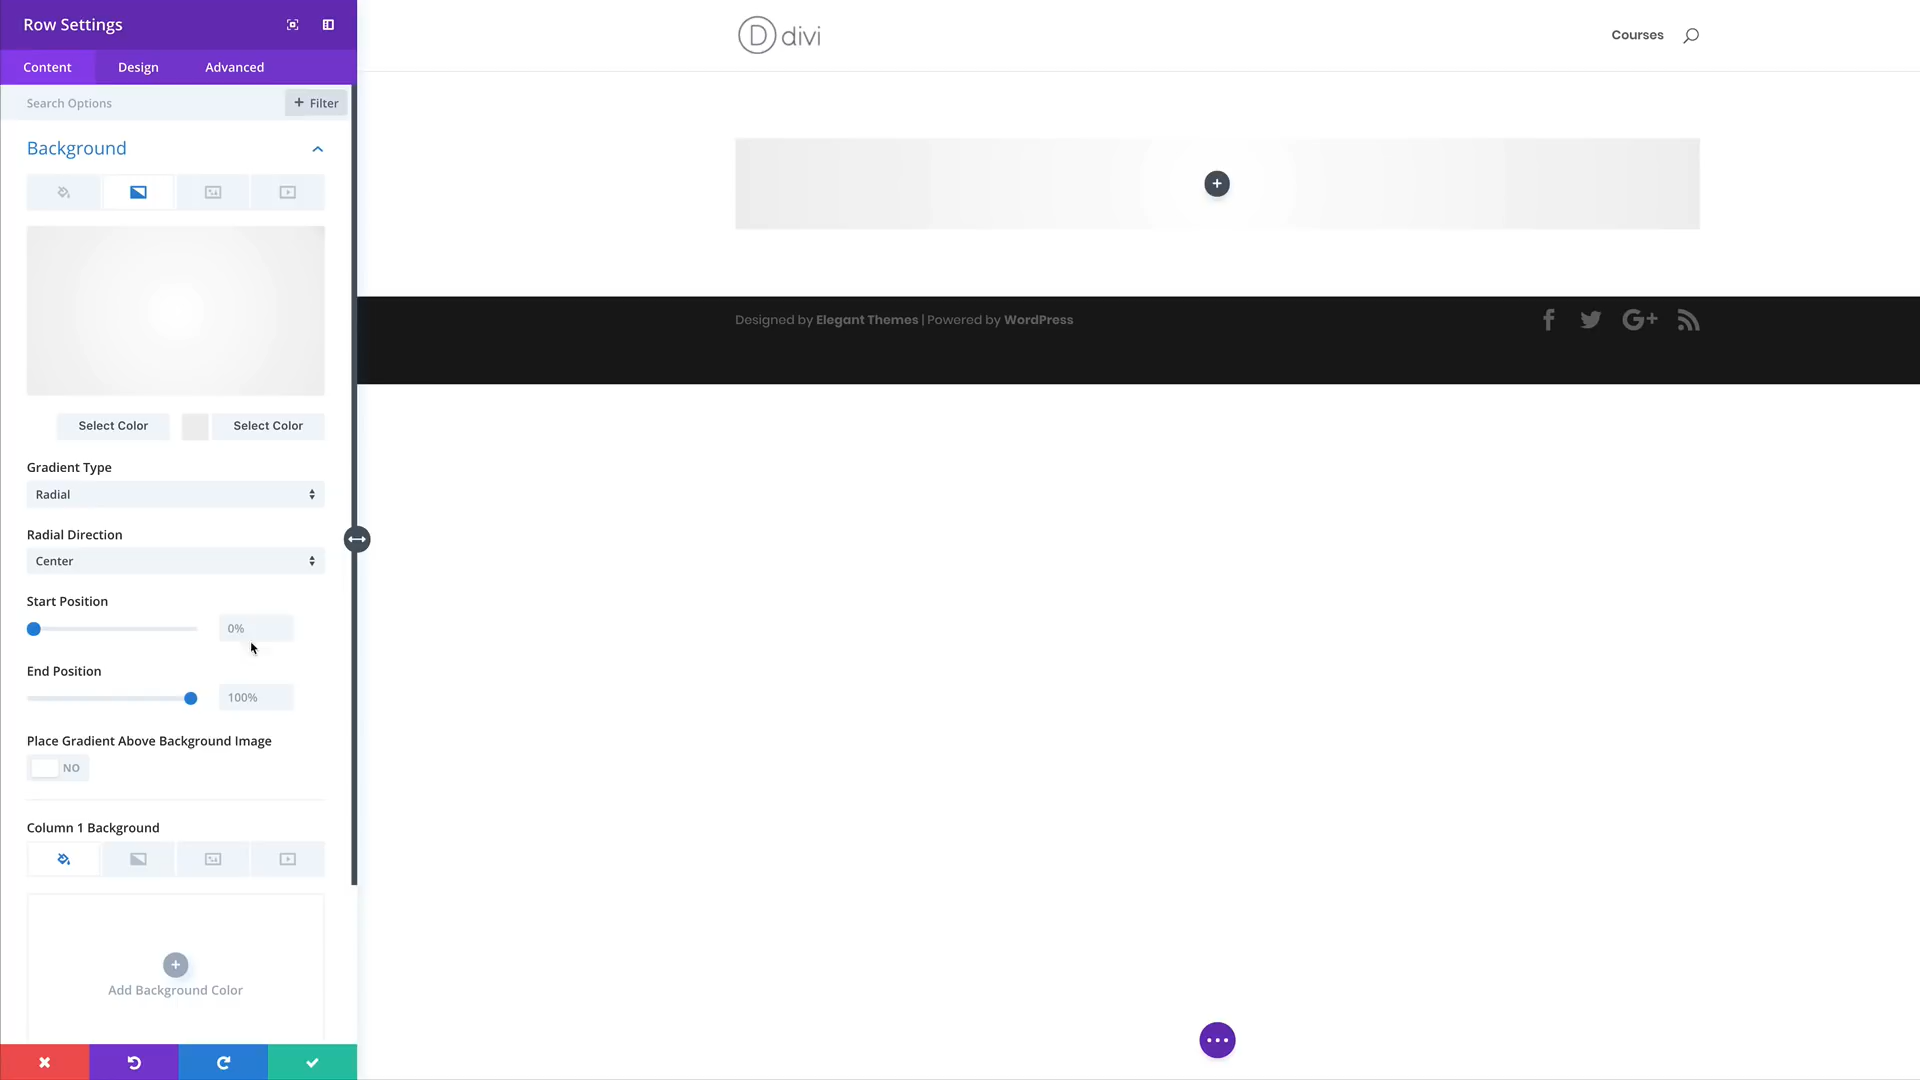 Row Settings
Content
Design
Advanced
Search Options
+ Filter
Background
Select Color
Select Color
Gradient Type
Radial
Radial Direction
Center
Start Position
0%
End Position
100%
Place Gradient Above Background Image
NO
Column 1 Background
Add Background Color
D divi
Courses
Designed by Elegant Themes | Powered by WordPress
G+